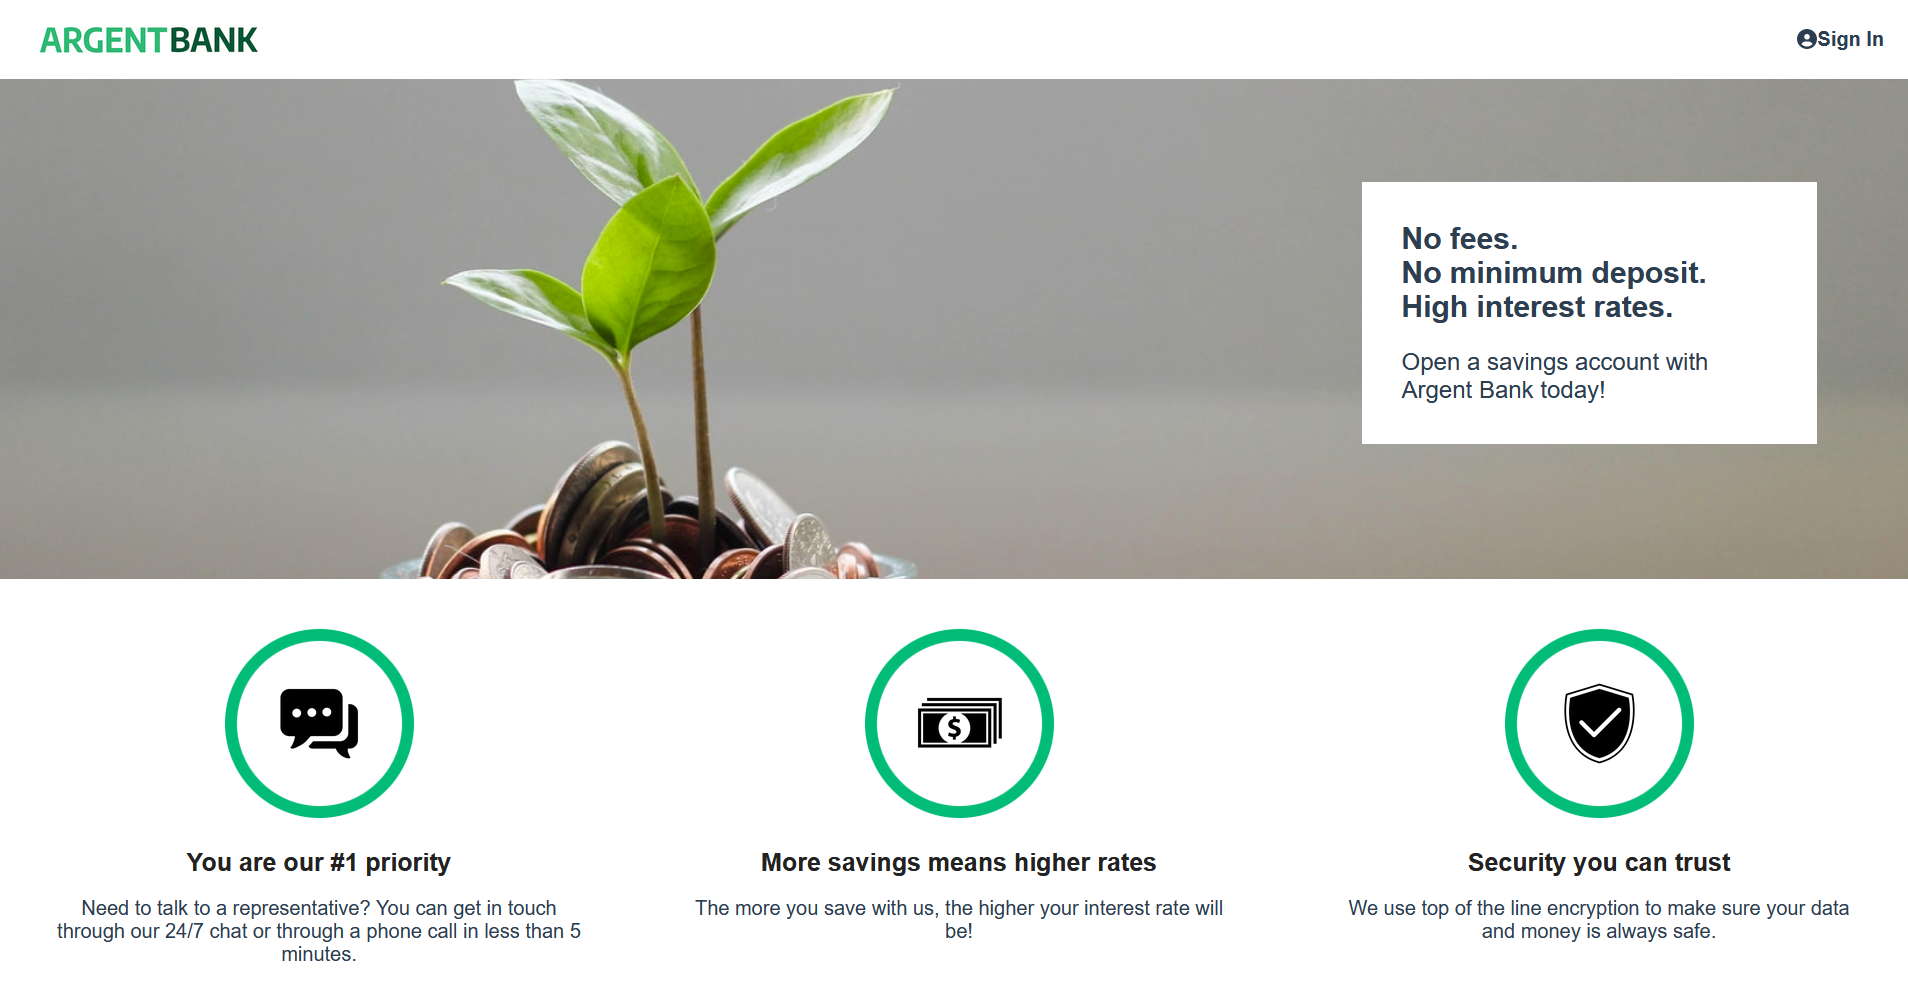 ARGENTBANK
Sign In
No fees.
No minimum deposit.
High interest rates.
Open a savings account with
Argent Bank today!
You are our #1 priority
Need to talk to a representative? You can get in touch
through our 24/7 chat or through a phone call in less than 5
minutes.
More savings means higher rates
The more you save with us, the higher your interest rate will
be!
Security you can trust
We use top of the line encryption to make sure your data
and money is always safe.